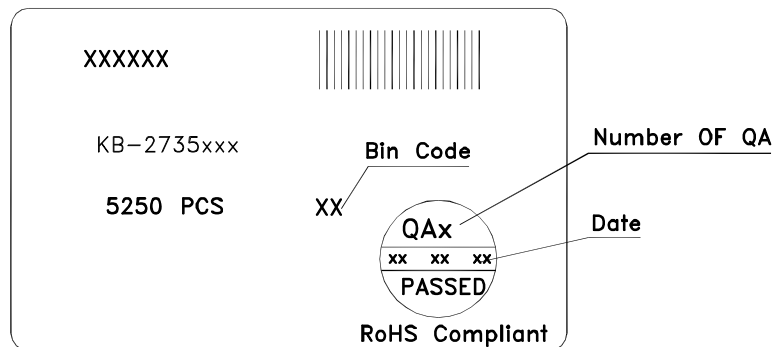 XXXXXX
KB-2735xxx
Bin Code
Number OF QA
5250 PCS
XX
QAx
Date
xx xx xx
PASSED
RoHS Compliant